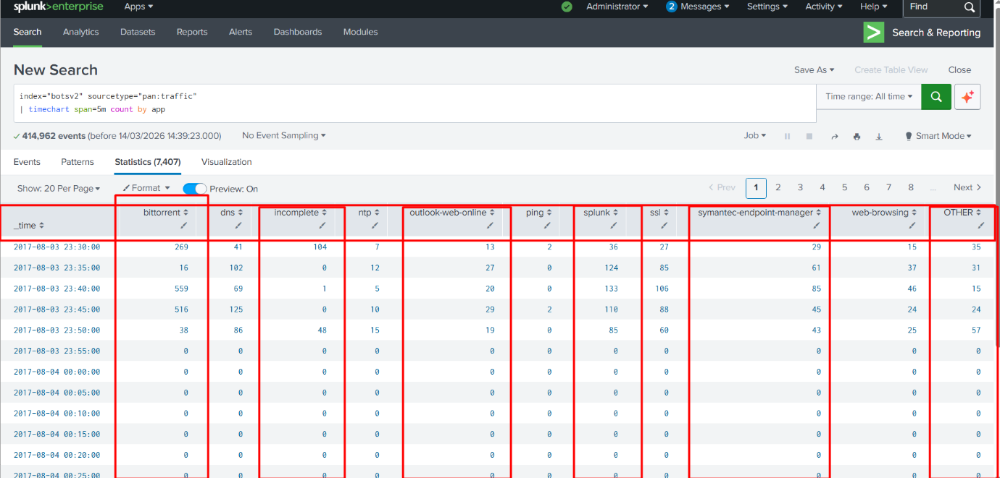 splunk>enterprise Apps Administrator 2 Messages Settings Activity Help Find
Search Analytics Datasets Reports Alerts Dashboards Modules > Search & Reporting
New Search Save As Create Table View Close
index="botsv2" sourcetype="pan:traffic"
| timechart span=5m count by app
Time range: All time
414,962 events (before 14/03/2026 14:39:23.000) No Event Sampling Job Smart Mode
Events Patterns Statistics (7,407) Visualization
Show: 20 Per Page Format Preview: On < Prev 1 2 3 4 5 6 7 8 ... Next >
_time bittorrent dns incomplete ntp outlook-web-online ping splunk ssl symantec-endpoint-manager web-browsing OTHER
2017-08-03 23:30:00 269 41 104 7 13 2 36 27 29 15 35
2017-08-03 23:35:00 16 102 0 12 27 0 124 85 61 37 31
2017-08-03 23:40:00 559 69 1 5 20 0 133 106 85 46 15
2017-08-03 23:45:00 516 125 0 10 29 2 110 88 45 24 24
2017-08-03 23:50:00 38 86 48 15 19 0 85 60 43 25 57
2017-08-03 23:55:00 0 0 0 0 0 0 0 0 0 0 0
2017-08-04 00:00:00 0 0 0 0 0 0 0 0 0 0 0
2017-08-04 00:05:00 0 0 0 0 0 0 0 0 0 0 0
2017-08-04 00:10:00 0 0 0 0 0 0 0 0 0 0 0
2017-08-04 00:15:00 0 0 0 0 0 0 0 0 0 0 0
2017-08-04 00:20:00 0 0 0 0 0 0 0 0 0 0 0
2017-08-04 00:25:00 0 0 0 0 0 0 0 0 0 0 0